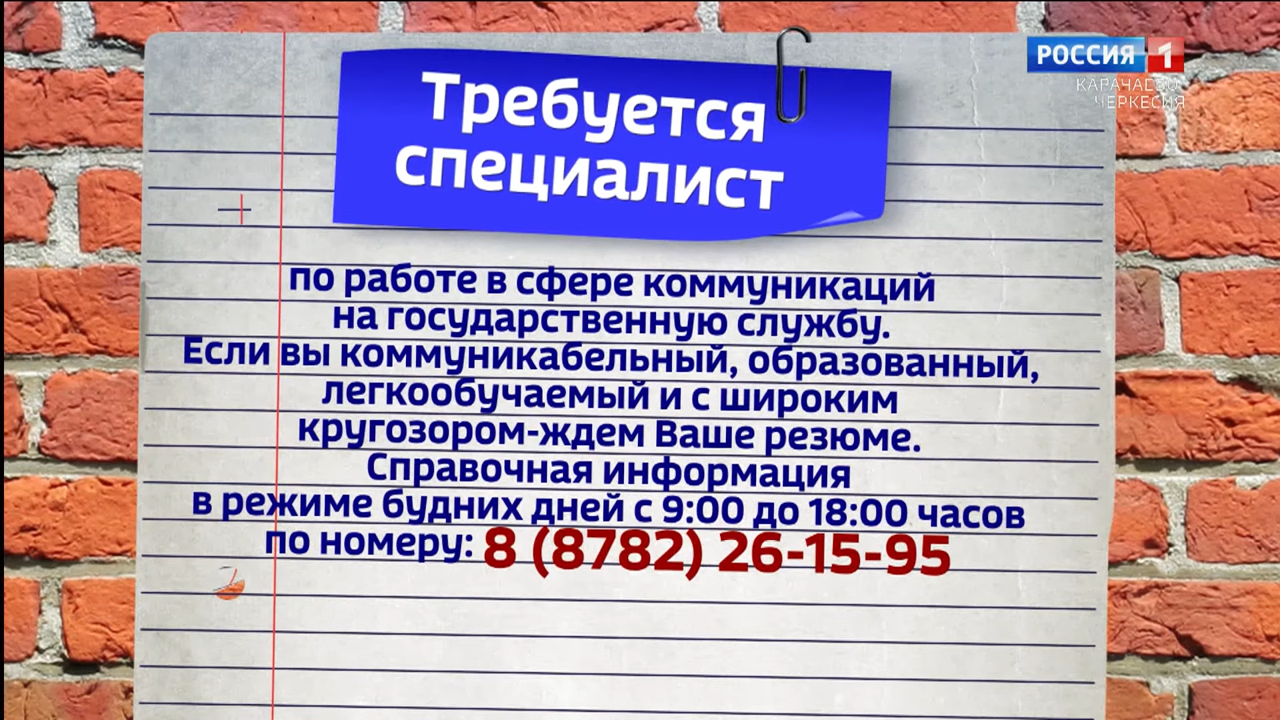 РОССИЯ 1
КАРАЧАЕВО-
ЧЕРКЕСИЯ
Требуется
специалист
по работе в сфере коммуникаций
на государственную службу.
Если вы коммуникабельный, образованный,
легкообучаемый и с широким
кругозором-ждем Ваше резюме.
Справочная информация
в режиме будних дней с 9:00 до 18:00 часов
по номеру: 8 (8782) 26-15-95